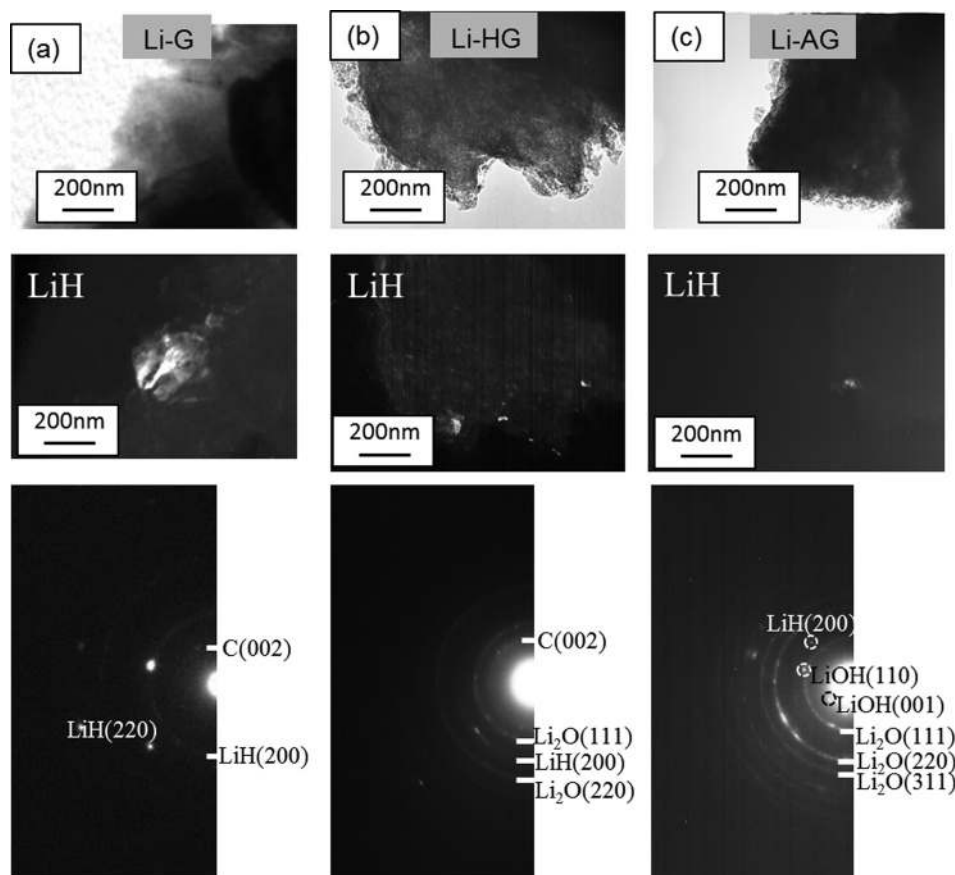 (a)
Li-G
(b)
Li-HG
(c)
Li-AG
200nm
200nm
200nm
LiH
LiH
LiH
200nm
200nm
200nm
C(002)
LiH(220)
LiH(200)
C(002)
Li₂O(111)
LiH(200)
Li₂O(220)
LiH(200)
LiOH(110)
LiOH(001)
Li₂O(111)
Li₂O(220)
Li₂O(311)